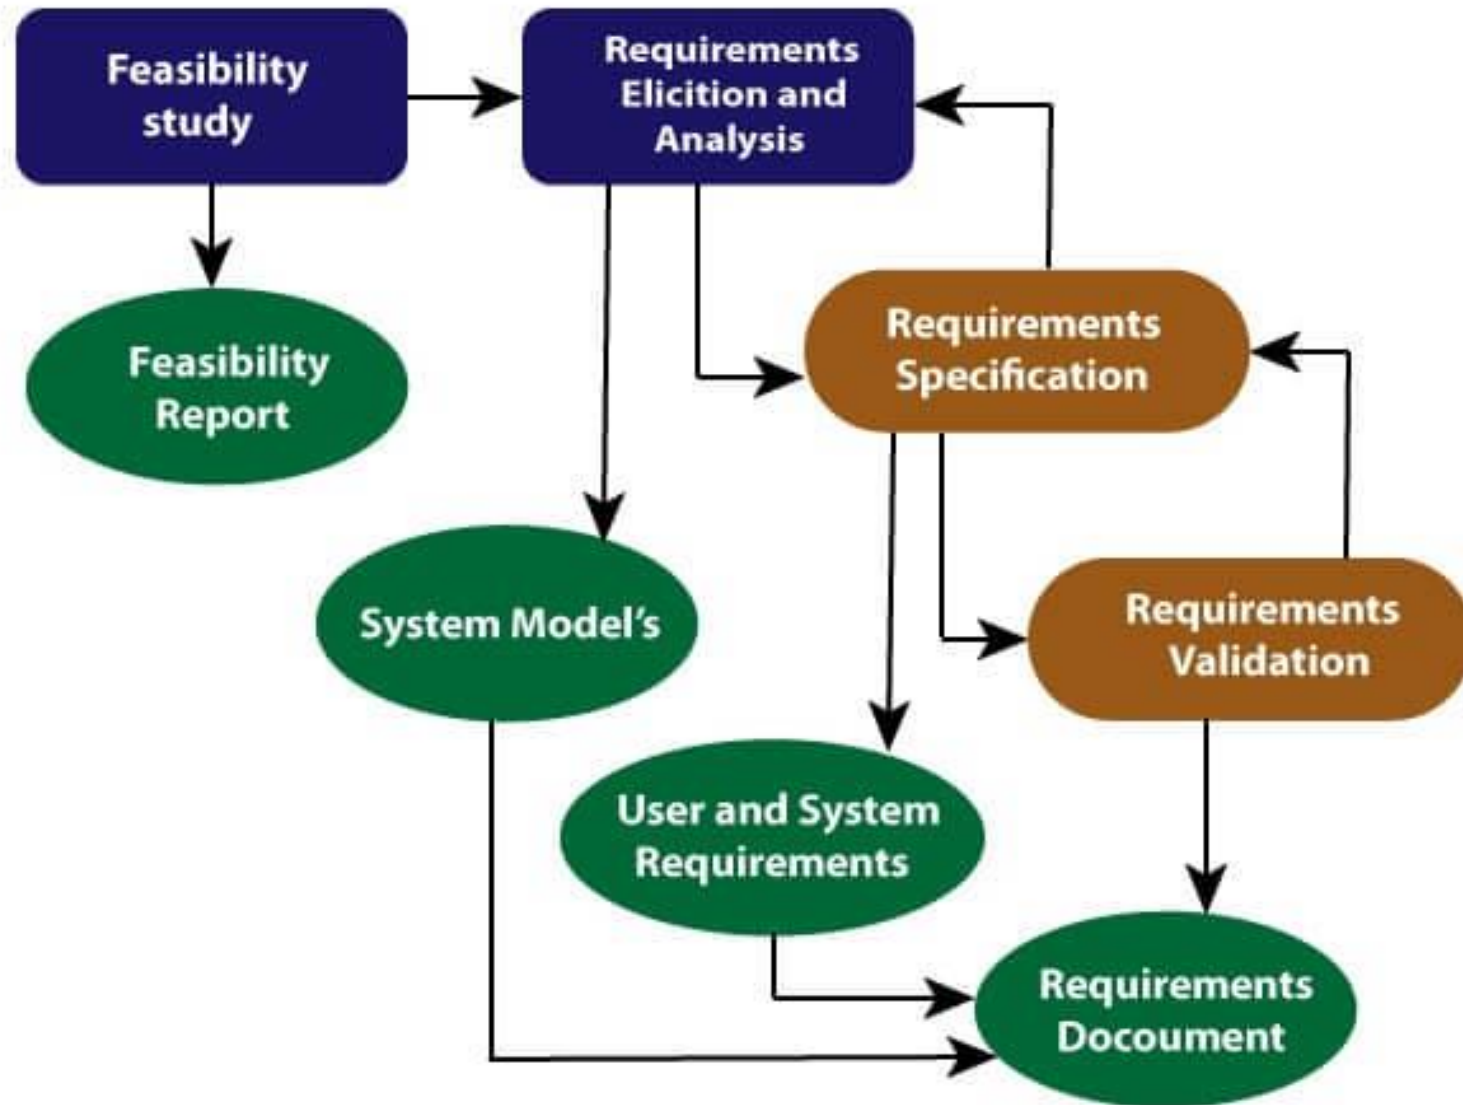 Feasibility
study
Requirements
Elicition and
Analysis
Feasibility
Report
Requirements
Specification
System Model's
Requirements
Validation
User and System
Requirements
Requirements
Docoument